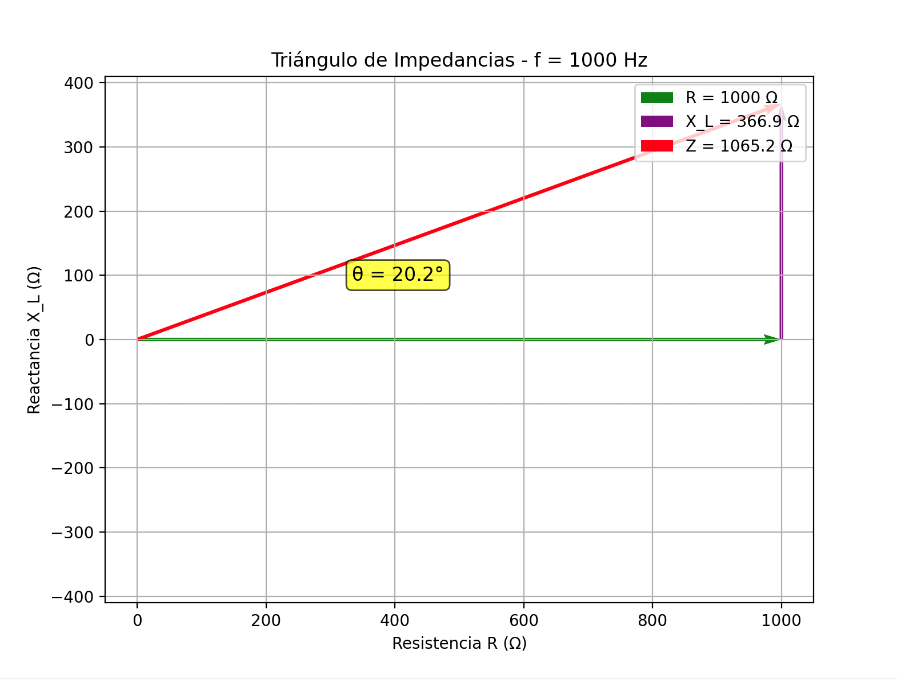 Triángulo de Impedancias - f = 1000 Hz
R = 1000 Ω
X_L = 366.9 Ω
Z = 1065.2 Ω
θ = 20.2°
400
300
200
100
0
−100
−200
−300
−400
Reactancia X_L (Ω)
0 200 400 600 800 1000
Resistencia R (Ω)